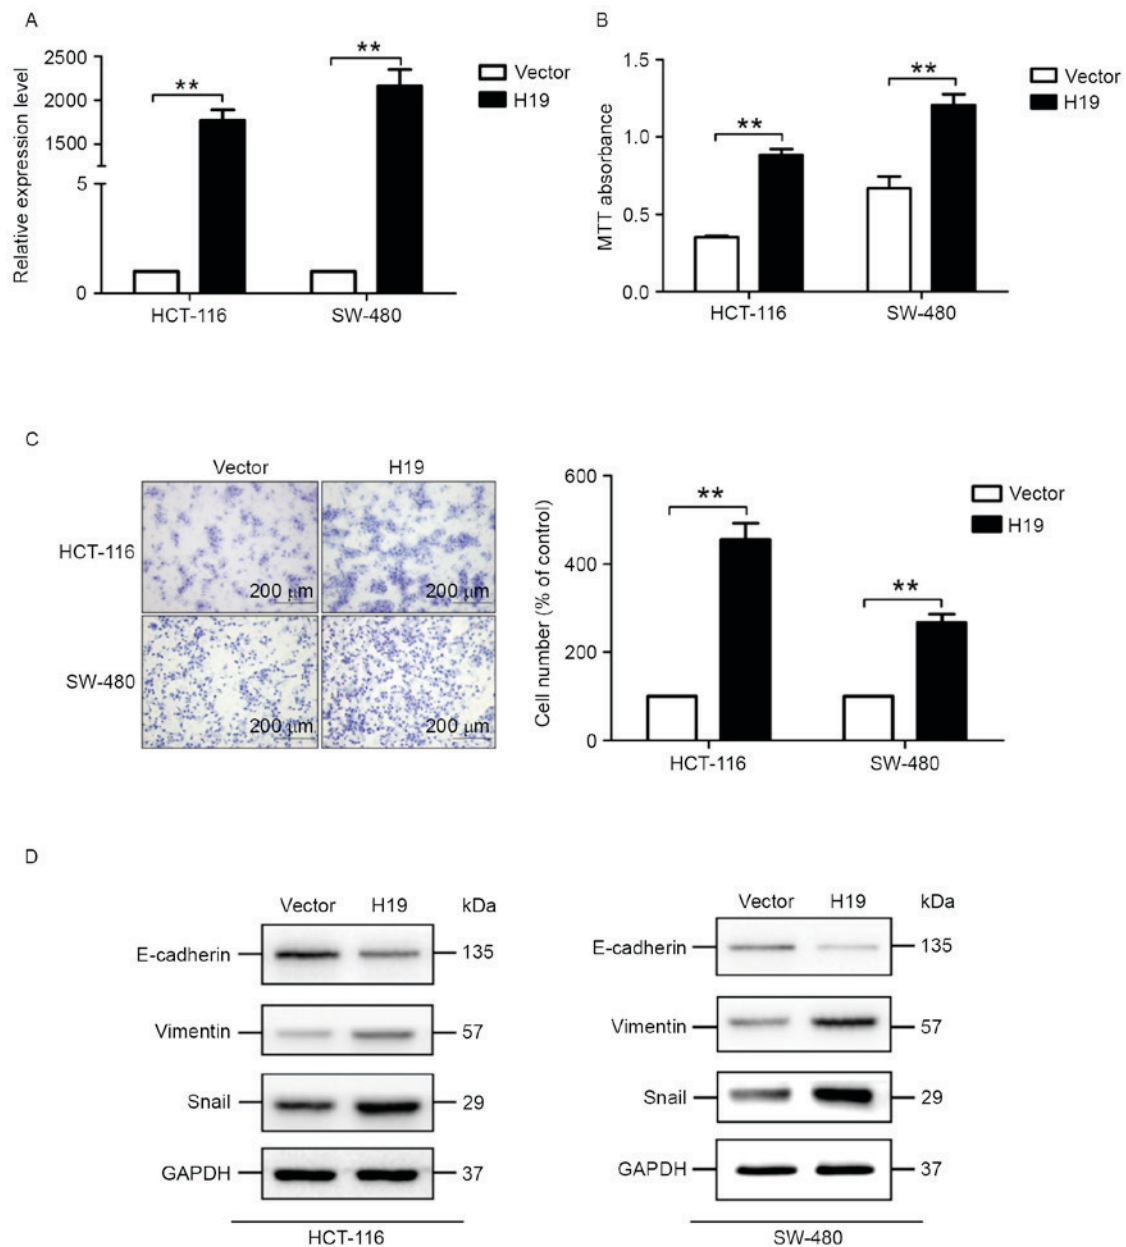 A
Relative expression level
2500
2000
1500
5
0
**
**
HCT-116
SW-480
Vector
H19
B
MTT absorbance
1.5
1.0
0.5
0.0
**
**
HCT-116
SW-480
Vector
H19
C
Vector
H19
HCT-116
200 μm
200 μm
SW-480
200 μm
200 μm
Cell number (% of control)
600
400
200
0
**
**
HCT-116
SW-480
Vector
H19
D
Vector H19 kDa
E-cadherin 135
Vimentin 57
Snail 29
GAPDH 37
HCT-116
Vector H19 kDa
E-cadherin 135
Vimentin 57
Snail 29
GAPDH 37
SW-480